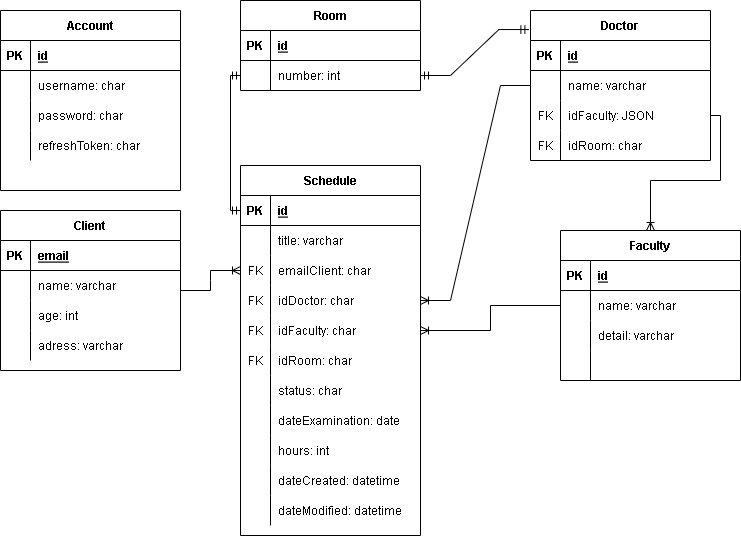 Account
PK id
username: char
password: char
refreshToken: char
Room
PK id
number: int
Doctor
PK id
name: varchar
FK idFaculty: JSON
FK idRoom: char
Client
PK email
name: varchar
age: int
adress: varchar
Schedule
PK id
title: varchar
FK emailClient: char
FK idDoctor: char
FK idFaculty: char
FK idRoom: char
status: char
dateExamination: date
hours: int
dateCreated: datetime
dateModified: datetime
Faculty
PK id
name: varchar
detail: varchar